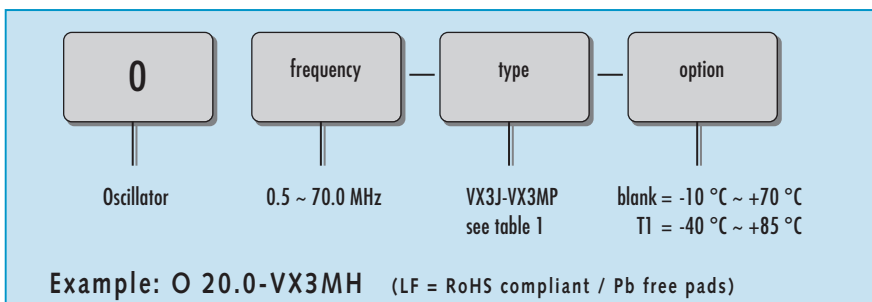 O frequency – type – option
Oscillator 0.5 ~ 70.0 MHz VX3J-VX3MP blank = -10 °C ~ +70 °C
see table 1 T1 = -40 °C ~ +85 °C
Example: O 20.0-VX3MH (LF = RoHS compliant / Pb free pads)